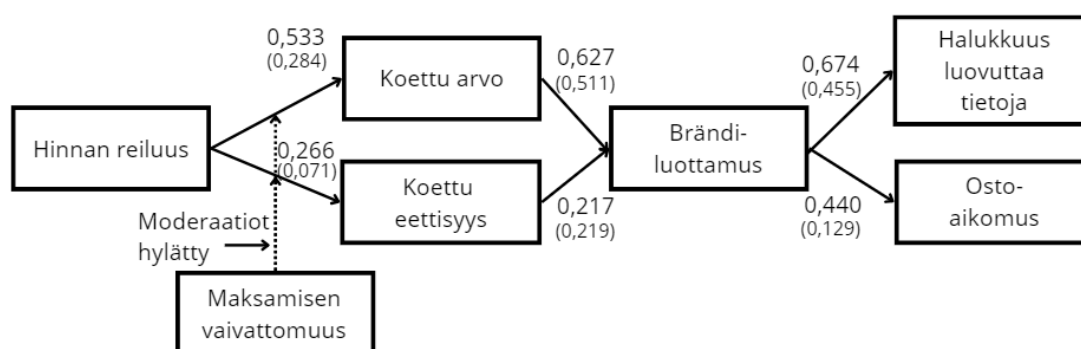 0,533
(0,284)
Koettu arvo
0,627
(0,511)
0,674
(0,455)
Halukkuus
luovuttaa
tietoja
Hinnan reiluus
0,266
(0,071)
Brändi-
luottamus
Koettu
eettisyys
0,217
(0,219)
0,440
(0,129)
Osto-
aikomus
Moderaatiot
hylätty
Maksamisen
vaivattomuus